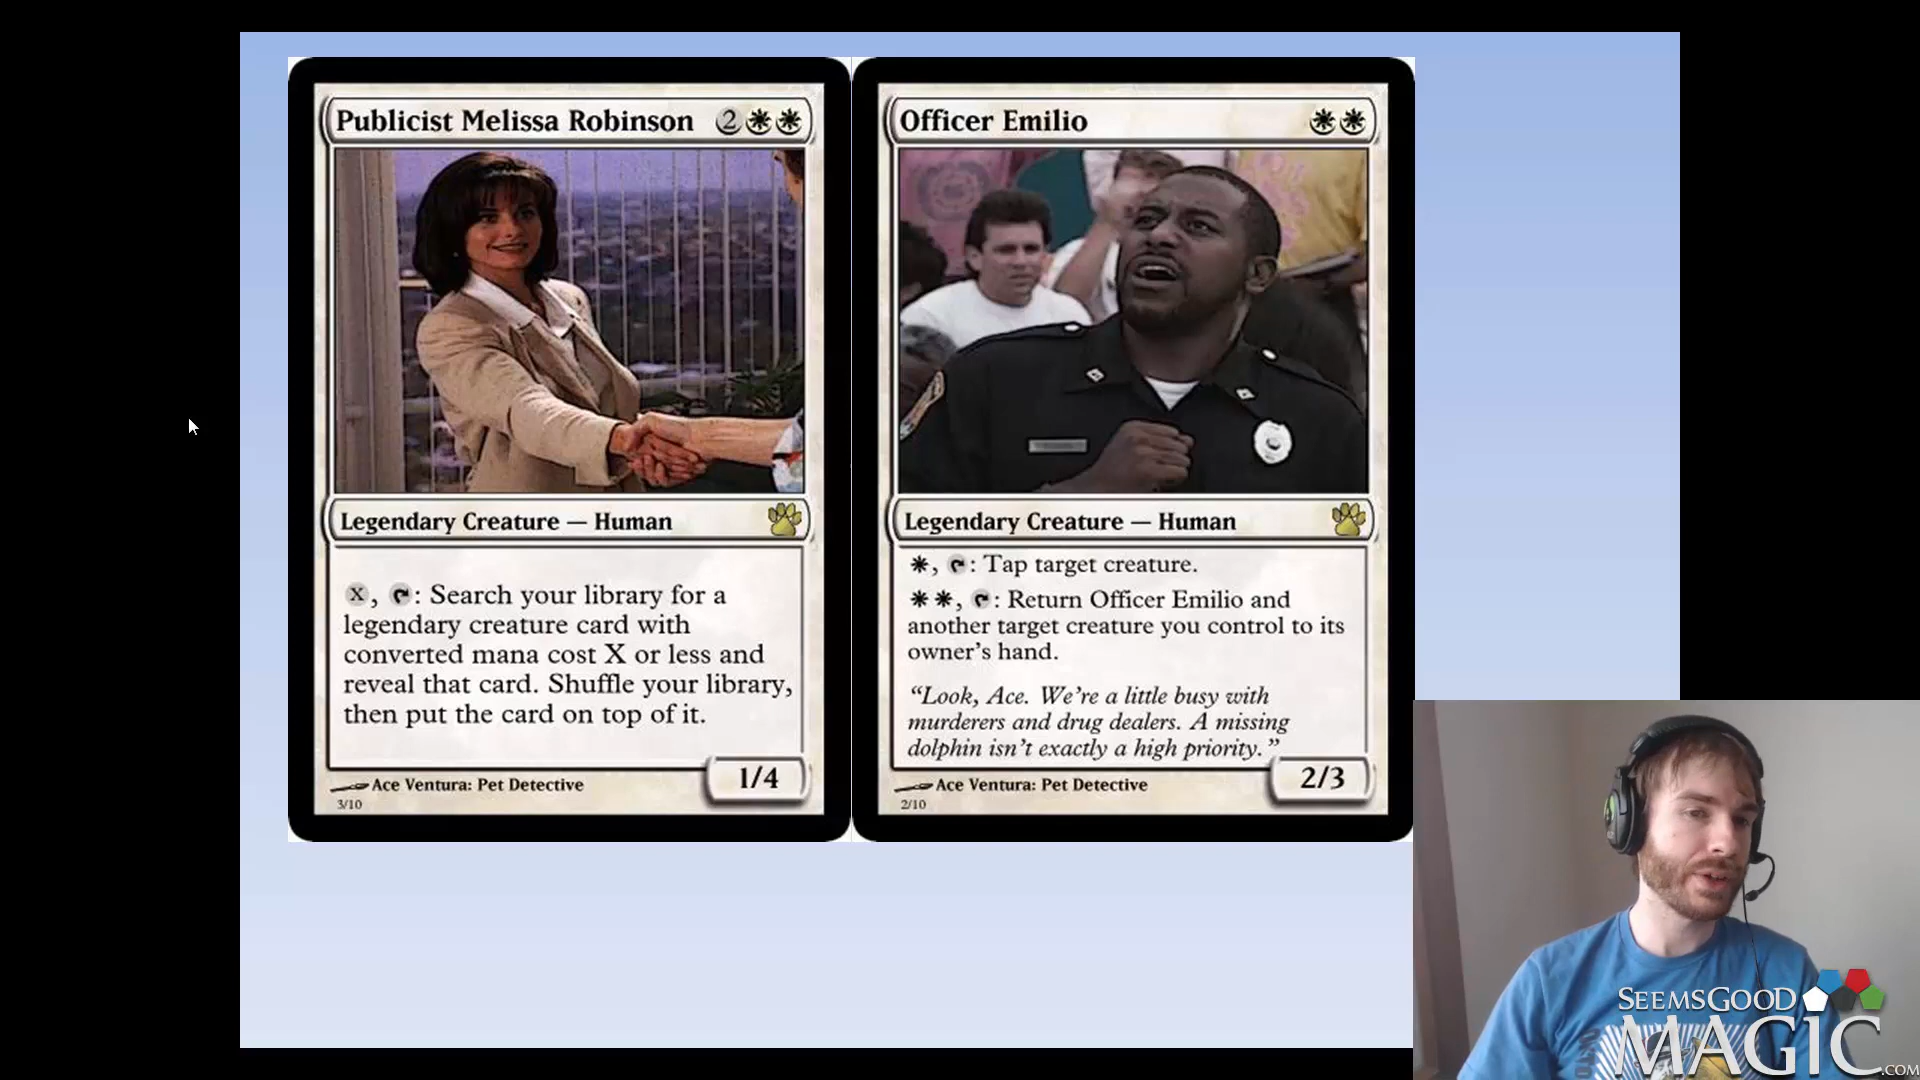 Publicist Melissa Robinson 2
Legendary Creature — Human
X, : Search your library for a
legendary creature card with
converted mana cost X or less and
reveal that card. Shuffle your library,
then put the card on top of it.
1/4
Ace Ventura: Pet Detective
3/10
Officer Emilio
Legendary Creature — Human
, : Tap target creature.
, : Return Officer Emilio and
another target creature you control to its
owner's hand.
“Look, Ace. We're a little busy with
murderers and drug dealers. A missing
dolphin isn't exactly a high priority.”
2/3
Ace Ventura: Pet Detective
2/10
SEEMSGOOD
MAGIC.COM